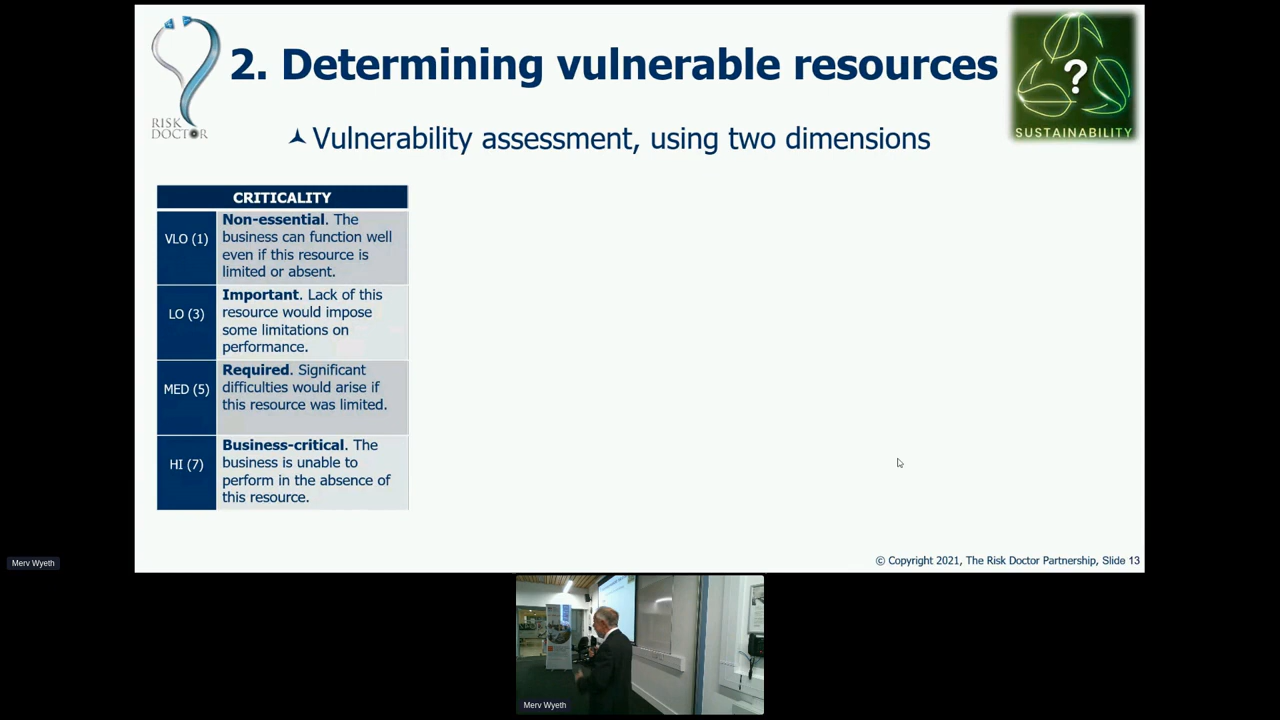 RISK
DOCTOR
2. Determining vulnerable resources
?
SUSTAINABILITY
Vulnerability assessment, using two dimensions
CRITICALITY
VLO (1)
Non-essential. The
business can function well
even if this resource is
limited or absent.
LO (3)
Important. Lack of this
resource would impose
some limitations on
performance.
MED (5)
Required. Significant
difficulties would arise if
this resource was limited.
HI (7)
Business-critical. The
business is unable to
perform in the absence of
this resource.
© Copyright 2021, The Risk Doctor Partnership, Slide 13
Merv Wyeth
Merv Wyeth